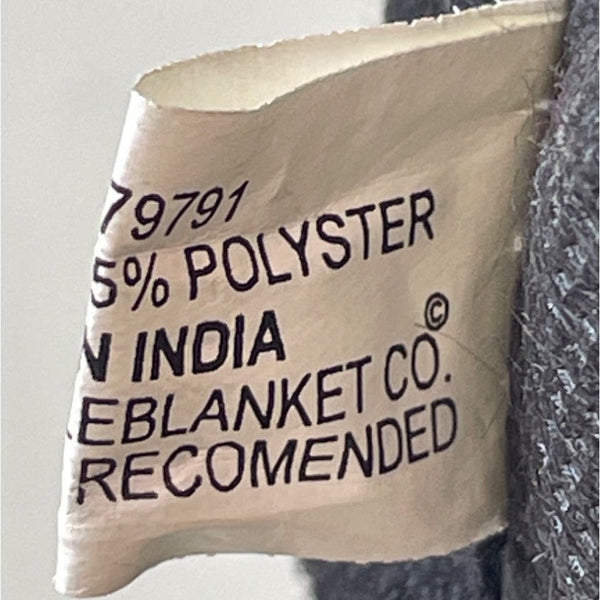 79791
5% POLYSTER
N INDIA
EBLANKET CO.©
RECOMENDED